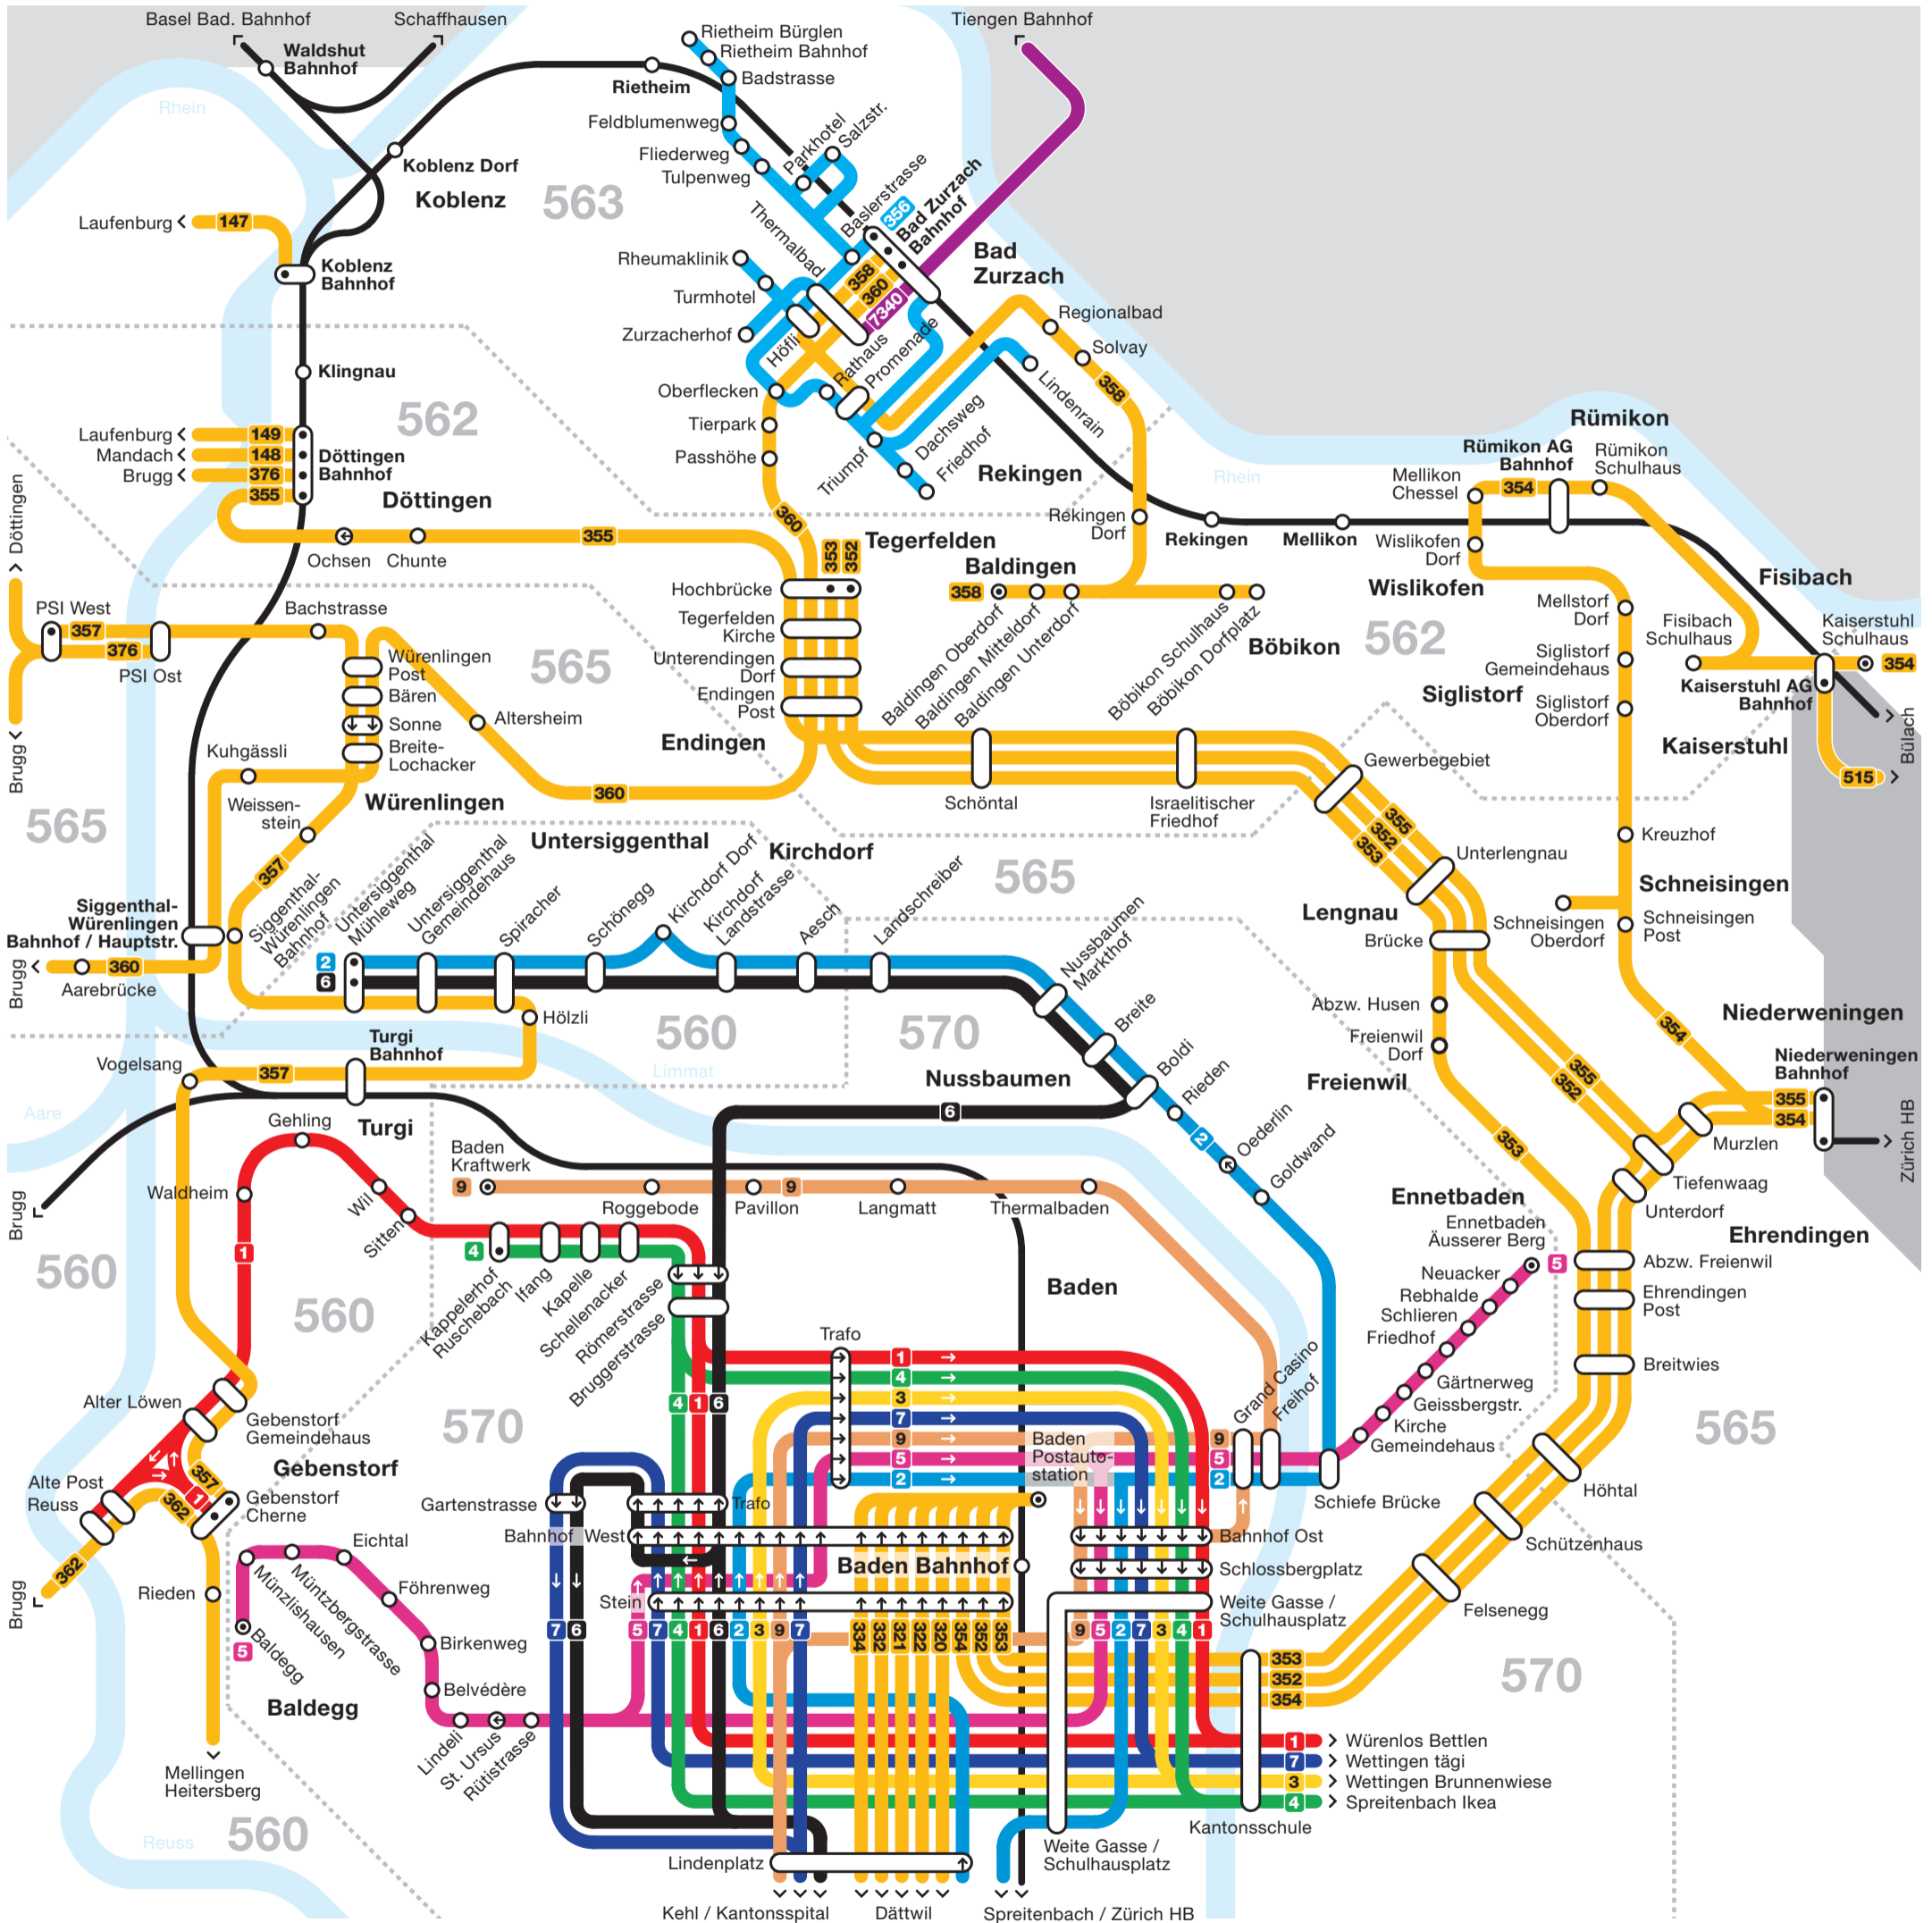 Basel Bad. Bahnhof
Schaffhausen
Tiengen Bahnhof
Waldshut
Bahnhof
Rhein
Rietheim
Rietheim Bürglen
Rietheim Bahnhof
Badstrasse
Feldblumenweg
Fliederweg
Tulpenweg
Parkhotel
Salzstr.
Koblenz Dorf
Koblenz
563
Laufenburg
147
Koblenz
Bahnhof
Thermalbad
Baslerstrasse
356
Bad Zurzach
Bahnhof
Bad
Zurzach
Rheumaklinik
Turmhotel
Zurzacherhof
358
360
7340
Höfli
Rathaus
Promenade
Regionalbad
Solvay
358
Lindenrain
Klingnau
562
Oberflecken
Tierpark
Passhöhe
360
Triumpf
Dachsweg
Friedhof
Rekingen
Laufenburg
149
Mandach
148
Brugg
376
355
Döttingen
Bahnhof
Döttingen
Döttingen
Ochsen
Chunte
355
353
352
Tegerfelden
Rhein
Rekingen
Dorf
Rekingen
Mellikon
Rümikon
Rümikon AG
Bahnhof
Rümikon
Schulhaus
Mellikon
Chessel
354
Wislikofen
Dorf
Wislikofen
Fisibach
Baldingen
358
Baldingen Oberdorf
Baldingen Mitteldorf
Baldingen Unterdorf
Böbikon Schulhaus
Böbikon Dorfplatz
Böbikon
562
Mellstorf
Dorf
Siglistorf
Gemeindehaus
Siglistorf
Siglistorf
Oberdorf
Fisibach
Schulhaus
Kaiserstuhl
Schulhaus
354
Kaiserstuhl AG
Bahnhof
Kaiserstuhl
Bülach
515
Hochbrücke
Tegerfelden
Kirche
Unterendingen
Dorf
Endingen
Post
Endingen
PSI West
357
376
PSI Ost
Bachstrasse
Brugg
Würenlingen
Post
Bären
Sonne
Breite-
Lochacker
565
Altersheim
360
Kuhgässli
Weissen-
stein
Würenlingen
565
357
Schöntal
Israelitischer
Friedhof
Gewerbegebiet
355
352
353
Unterlengnau
Kreuzhof
Schneisingen
Schneisingen
Oberdorf
Schneisingen
Post
Lengnau
Brücke
565
Untersiggenthal
Kirchdorf
Siggenthal-
Würenlingen
Bahnhof / Hauptstr.
Siggenthal-
Würenlingen
Bahnhof
Brugg
360
Aarebrücke
2
6
Untersiggenthal
Mühleweg
Untersiggenthal
Gemeindehaus
Spiracher
Schönegg
Kirchdorf Dorf
Kirchdorf
Landstrasse
Aesch
Landschreiber
Nussbaumen
Markthof
Breite
Boldi
Rieden
2
Oederlin
Goldwand
Hölzli
560
570
Limmat
Nussbaumen
6
Abzw. Husen
Freienwil
Dorf
Freienwil
354
Niederweningen
Niederweningen
Bahnhof
355
354
Zürich HB
355
352
353
Murzlen
Tiefenwaag
Unterdorf
Ehrendingen
Abzw. Freienwil
Ehrendingen
Post
Breitwies
565
Vogelsang
357
Turgi
Bahnhof
Aare
Turgi
Gehling
Waldheim
Wil
Sitten
Brugg
560
1
560
Baden
Kraftwerk
9
Roggebode
Pavillon
9
Langmatt
Thermalbaden
4
Kappelerhof
Ruschebach
Ifang
Kapelle
Schellenacker
Römerstrasse
Bruggerstrasse
Baden
Ennetbaden
Ennetbaden
Äusserer Berg
5
Neuacker
Rebhalde
Schlieren
Friedhof
Gärtnerweg
Geissbergstr.
Kirche
Gemeindehaus
Trafo
1
4
3
7
9
5
2
4
1
6
Baden
Postauto-
station
Grand Casino
Freihof
9
5
2
Schiefe Brücke
Höhtal
Schützenhaus
Felsenegg
570
Alter Löwen
Gebenstorf
Gemeindehaus
Gebenstorf
Alte Post
Reuss
357
1
362
Gebenstorf
Cherne
362
Brugg
570
Rieden
Mellingen
Heitersberg
Münzlishausen
Müntzbergstrasse
Eichtal
Föhrenweg
Birkenweg
Belvédère
Baldegg
5
Baldegg
Lindeli
St. Ursus
Rütistrasse
560
Reuss
Gartenstrasse
Trafo
Bahnhof West
Baden Bahnhof
Stein
Bahnhof Ost
Schlossbergplatz
Weite Gasse /
Schulhausplatz
7
6
5
7
4
1
6
2
3
9
7
334
332
321
322
320
354
352
353
9
5
2
7
3
4
1
353
352
354
1
Würenlos Bettlen
7
Wettingen tägi
3
Wettingen Brunnenwiese
4
Spreitenbach Ikea
Kantonsschule
Lindenplatz
Weite Gasse /
Schulhausplatz
Kehl / Kantonsspital
Dättwil
Spreitenbach / Zürich HB